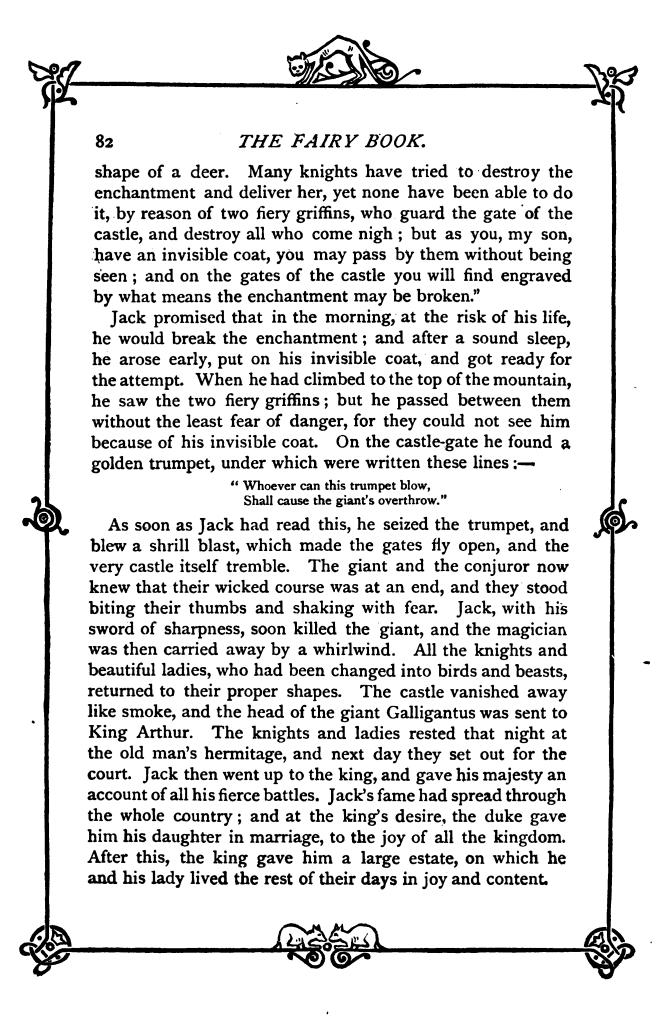 82 THE FAIRY BOOK.
shape of a deer. Many knights have tried to destroy the
enchantment and deliver her, yet none have been able to do
it, by reason of two fiery griffins, who guard the gate of the
castle, and destroy all who come nigh ; but as you, my son,
have an invisible coat, you may pass by them without being
seen ; and on the gates of the castle you will find engraved
by what means the enchantment may be broken."
Jack promised that in the morning, at the risk of his life,
he would break the enchantment ; and after a sound sleep,
he arose early, put on his invisible coat, and got ready for
the attempt. When he had climbed to the top of the mountain,
he saw the two fiery griffins ; but he passed between them
without the least fear of danger, for they could not see him
because of his invisible coat. On the castle-gate he found a
golden trumpet, under which were written these lines :—
" Whoever can this trumpet blow,
Shall cause the giant's overthrow."
As soon as Jack had read this, he seized the trumpet, and
blew a shrill blast, which made the gates fly open, and the
very castle itself tremble. The giant and the conjuror now
knew that their wicked course was at an end, and they stood
biting their thumbs and shaking with fear. Jack, with his
sword of sharpness, soon killed the giant, and the magician
was then carried away by a whirlwind. All the knights and
beautiful ladies, who had been changed into birds and beasts,
returned to their proper shapes. The castle vanished away
like smoke, and the head of the giant Galligantus was sent to
King Arthur. The knights and ladies rested that night at
the old man's hermitage, and next day they set out for the
court. Jack then went up to the king, and gave his majesty an
account of all his fierce battles. Jack's fame had spread through
the whole country ; and at the king's desire, the duke gave
him his daughter in marriage, to the joy of all the kingdom.
After this, the king gave him a large estate, on which he
and his lady lived the rest of their days in joy and content.